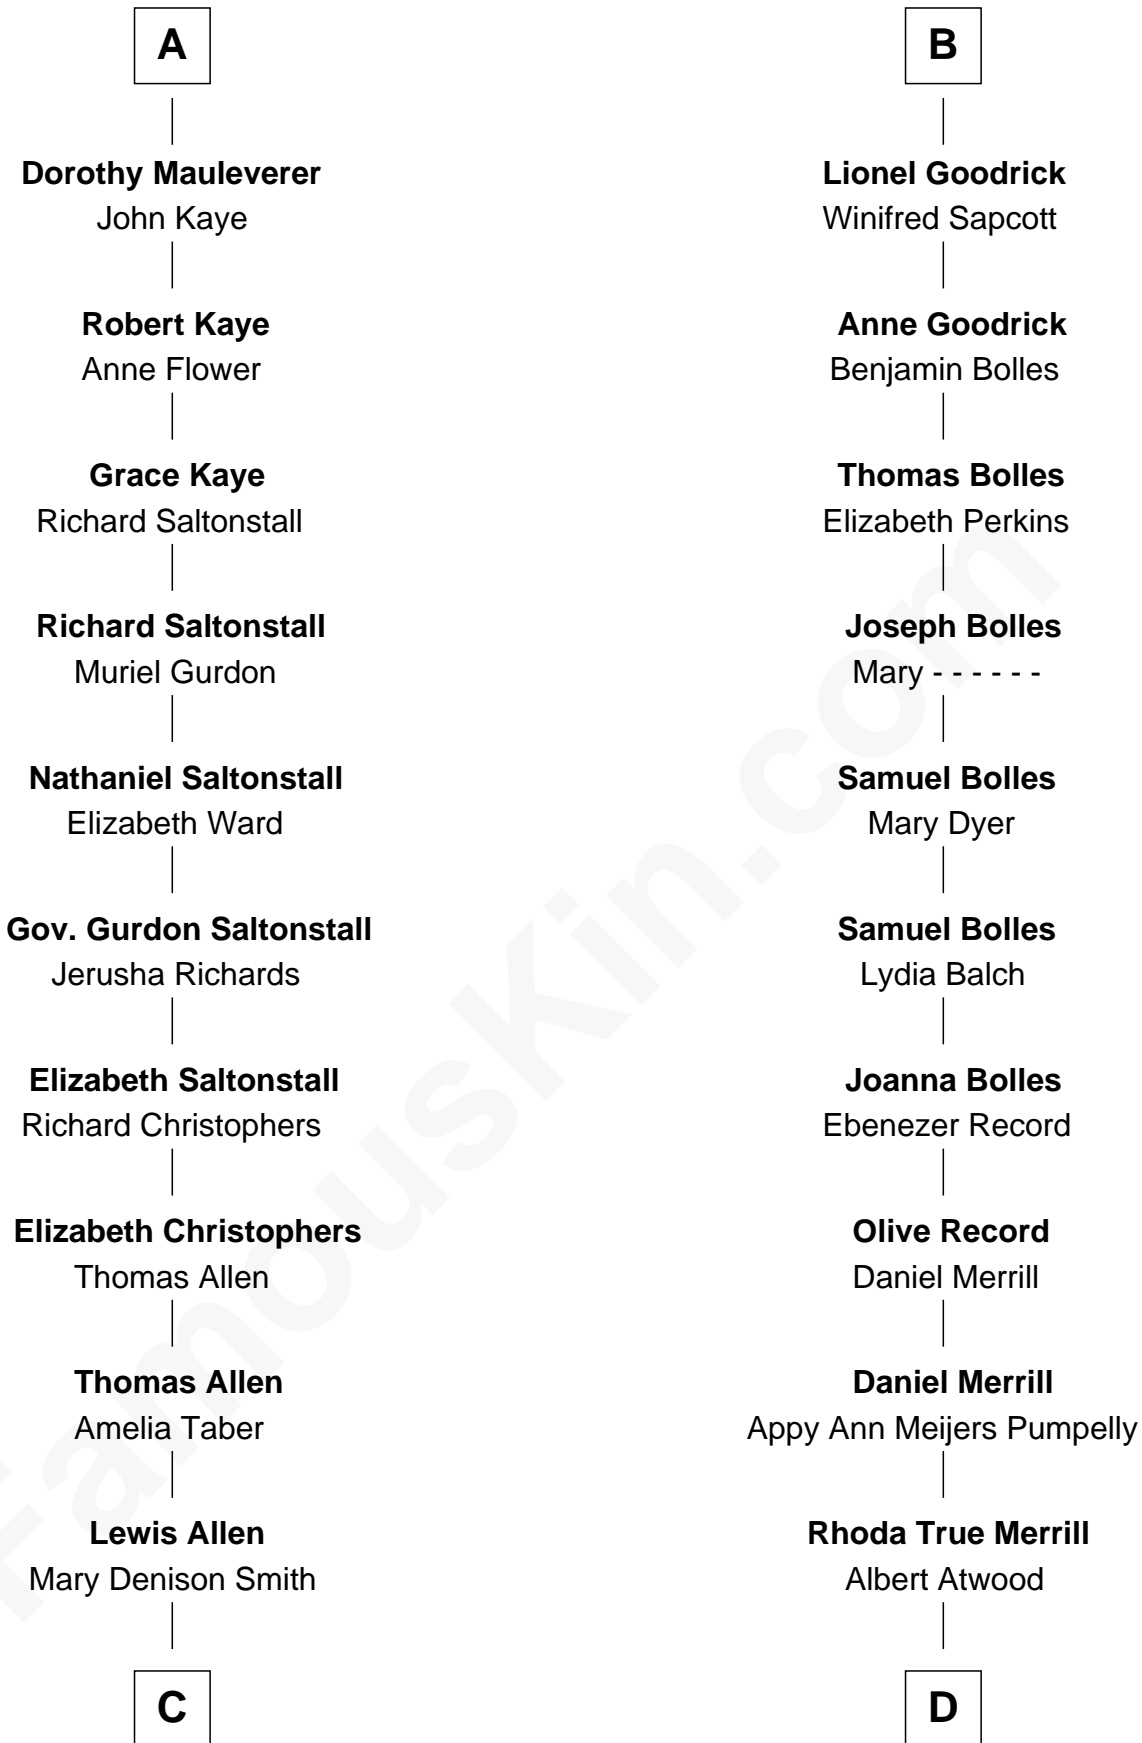 A
Dorothy Mauleverer
John Kaye
Robert Kaye
Anne Flower
Grace Kaye
Richard Saltonstall
Richard Saltonstall
Muriel Gurdon
Nathaniel Saltonstall
Elizabeth Ward
Gov. Gurdon Saltonstall
Jerusha Richards
Elizabeth Saltonstall
Richard Christophers
Elizabeth Christophers
Thomas Allen
Thomas Allen
Amelia Taber
Lewis Allen
Mary Denison Smith
C
B
Lionel Goodrick
Winifred Sapcott
Anne Goodrick
Benjamin Bolles
Thomas Bolles
Elizabeth Perkins
Joseph Bolles
Mary - - - - - -
Samuel Bolles
Mary Dyer
Samuel Bolles
Lydia Balch
Joanna Bolles
Ebenezer Record
Olive Record
Daniel Merrill
Daniel Merrill
Appy Ann Meijers Pumpelly
Rhoda True Merrill
Albert Atwood
D
FamousKin.com